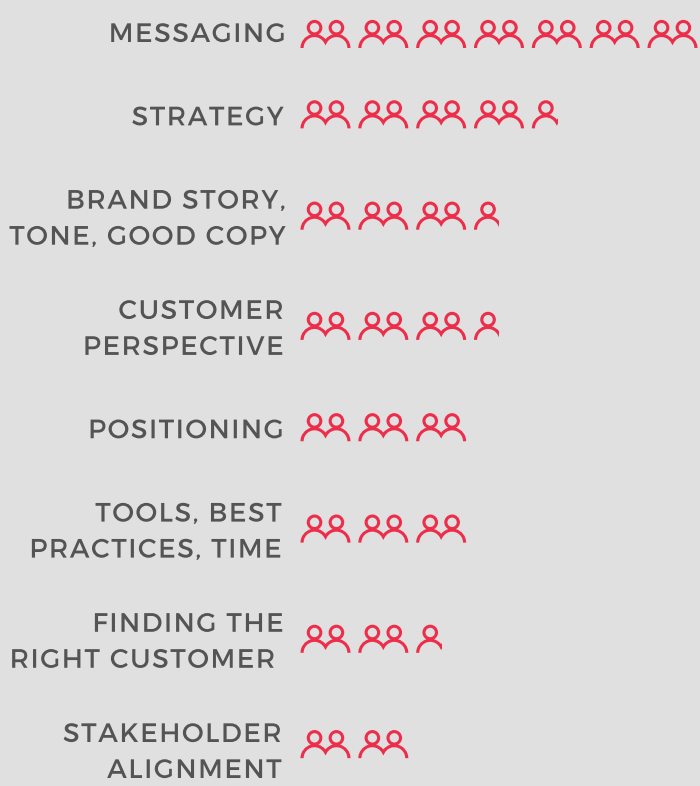 MESSAGING
STRATEGY
BRAND STORY,
TONE, GOOD COPY
CUSTOMER
PERSPECTIVE
POSITIONING
TOOLS, BEST
PRACTICES, TIME
FINDING THE
RIGHT CUSTOMER
STAKEHOLDER
ALIGNMENT